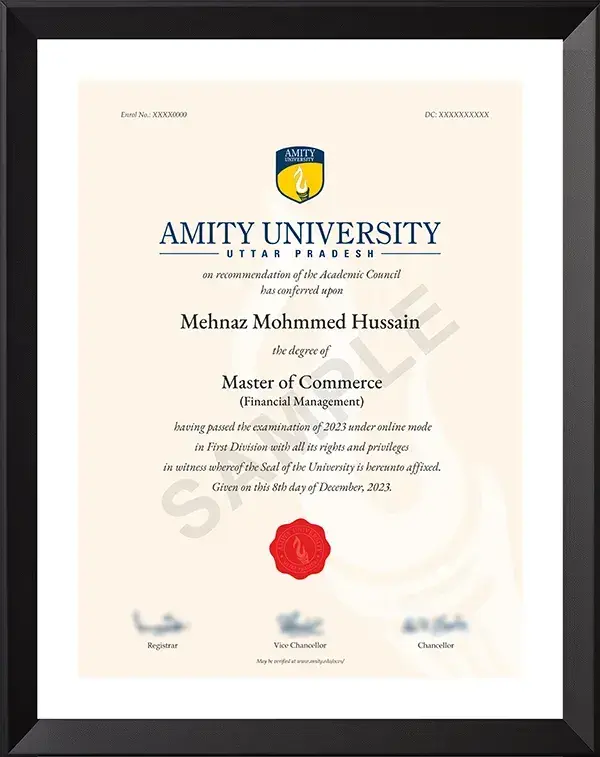 Enrol No.: XXXX0000
DC: XXXXXXXXXX
AMITY
UNIVERSITY
AMITY UNIVERSITY
UTTAR PRADESH
on recommendation of the Academic Council
has conferred upon
Mehnaz Mohmmed Hussain
the degree of
Master of Commerce
(Financial Management)
having passed the examination of 2023 under online mode
in First Division with all its rights and privileges
in witness whereof the Seal of the University is hereunto affixed.
Given on this 8th day of December, 2023.
SAMPLE
Registrar
Vice Chancellor
Chancellor
May be verified at